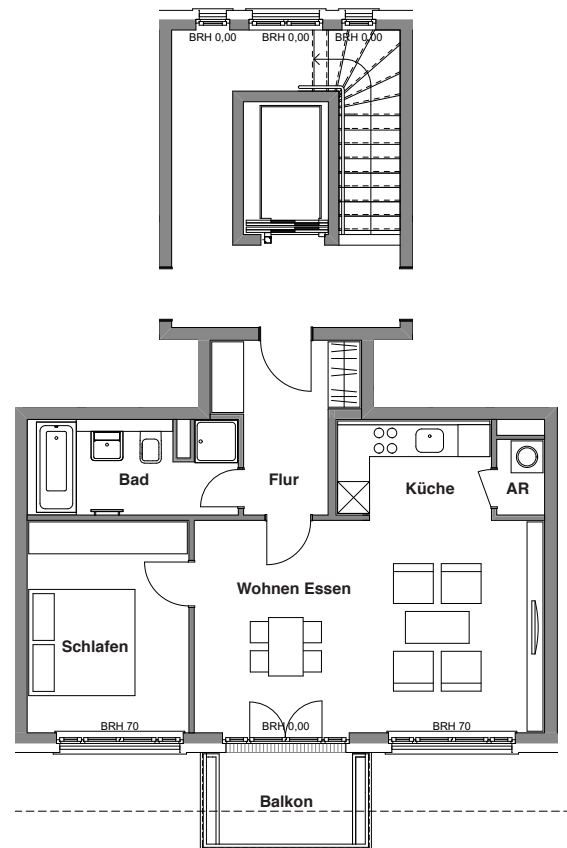 BRH 0,00 BRH 0,00 BRH 0,00
Bad
Flur
Küche
AR
Wohnen Essen
Schlafen
BRH 70 BRH 0,00 BRH 70
Balkon